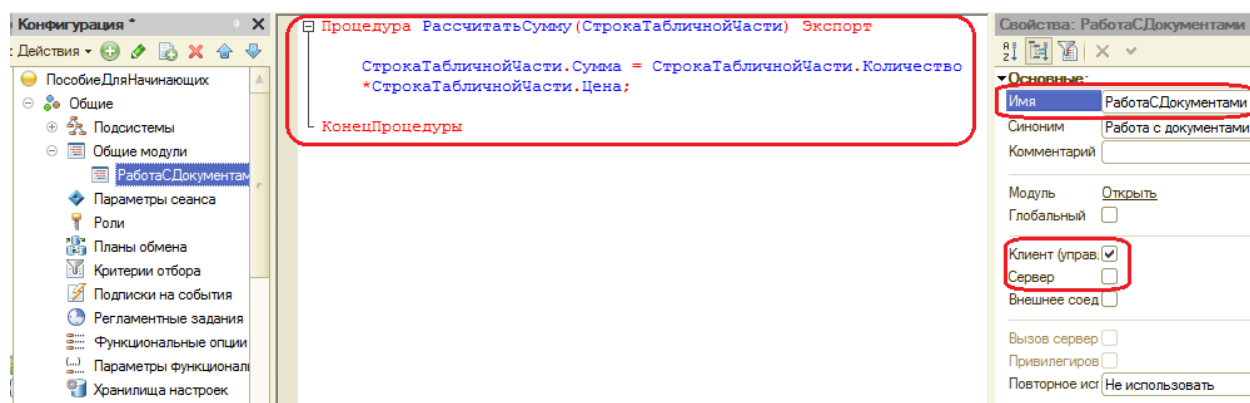 Конфигурация *
Действия
ПособиеДляНачинающих
Общие
Подсистемы
Общие модули
РаботаСДокументам
Параметры сеанса
Роли
Планы обмена
Критерии отбора
Подписки на события
Регламентные задания
Функциональные опции
Параметры функционал
Хранилища настроек
Процедура РассчитатьСумму(СтрокаТабличнойЧасти) Экспорт
СтрокаТабличнойЧасти.Сумма = СтрокаТабличнойЧасти.Количество
*СтрокаТабличнойЧасти.Цена;
КонецПроцедуры
Свойства: РаботаСДокументами
Основные:
Имя РаботаСДокументами
Синоним Работа с документами
Комментарий
Модуль Открыть
Глобальный
Клиент (управ.
Сервер
Внешнее соед
Вызов сервер
Привилегиров
Повторное исг Не использовать